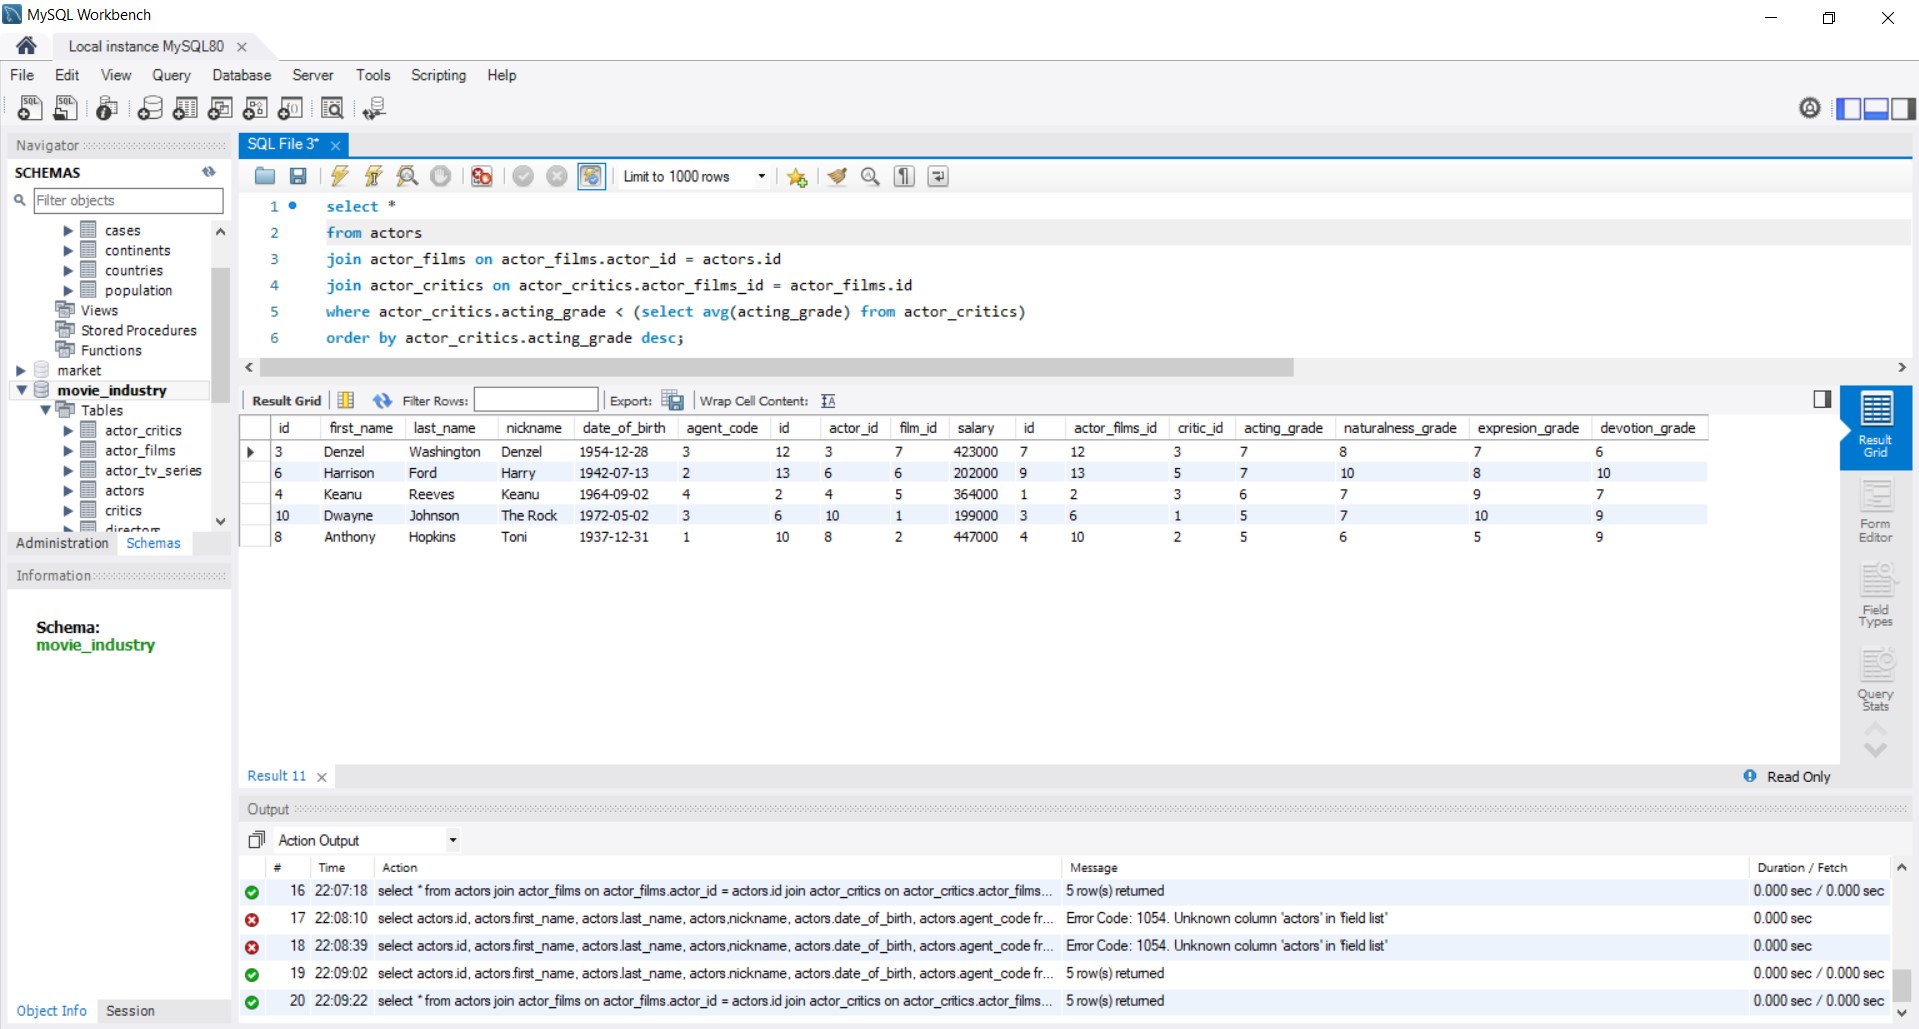 MySQL Workbench
Local instance MySQL80
File Edit View Query Database Server Tools Scripting Help
Navigator
SCHEMAS
Filter objects
cases
continents
countries
population
Views
Stored Procedures
Functions
market
movie_industry
Tables
actor_critics
actor_films
actor_tv_series
actors
critics
directors
Administration Schemas
Information
Schema:
movie_industry
Object Info Session
SQL File 3*
Limit to 1000 rows
1 select *
2 from actors
3 join actor_films on actor_films.actor_id = actors.id
4 join actor_critics on actor_critics.actor_films_id = actor_films.id
5 where actor_critics.acting_grade < (select avg(acting_grade) from actor_critics)
6 order by actor_critics.acting_grade desc;
Result Grid Filter Rows: Export: Wrap Cell Content:
id first_name last_name nickname date_of_birth agent_code id actor_id film_id salary id actor_films_id critic_id acting_grade naturalness_grade expresion_grade devotion_grade
3 Denzel Washington Denzel 1954-12-28 3 12 3 7 423000 7 12 3 7 8 7 6
6 Harrison Ford Harry 1942-07-13 2 13 6 6 202000 9 13 5 7 10 8 10
4 Keanu Reeves Keanu 1964-09-02 4 2 4 5 364000 1 2 3 6 7 9 7
10 Dwayne Johnson The Rock 1972-05-02 3 6 10 1 199000 3 6 1 5 7 10 9
8 Anthony Hopkins Toni 1937-12-31 1 10 8 2 447000 4 10 2 5 6 5 9
Result Grid
Form Editor
Field Types
Query Stats
Result 11
Read Only
Output
Action Output
# Time Action Message Duration / Fetch
16 22:07:18 select * from actors join actor_films on actor_films.actor_id = actors.id join actor_critics on actor_critics.actor_films... 5 row(s) returned 0.000 sec / 0.000 sec
17 22:08:10 select actors.id, actors.first_name, actors.last_name, actors,nickname, actors.date_of_birth, actors.agent_code fr... Error Code: 1054. Unknown column 'actors' in 'field list' 0.000 sec
18 22:08:39 select actors.id, actors.first_name, actors.last_name, actors,nickname, actors.date_of_birth, actors.agent_code fr... Error Code: 1054. Unknown column 'actors' in 'field list' 0.000 sec
19 22:09:02 select actors.id, actors.first_name, actors.last_name, actors.nickname, actors.date_of_birth, actors.agent_code fr... 5 row(s) returned 0.000 sec / 0.000 sec
20 22:09:22 select * from actors join actor_films on actor_films.actor_id = actors.id join actor_critics on actor_critics.actor_films... 5 row(s) returned 0.000 sec / 0.000 sec